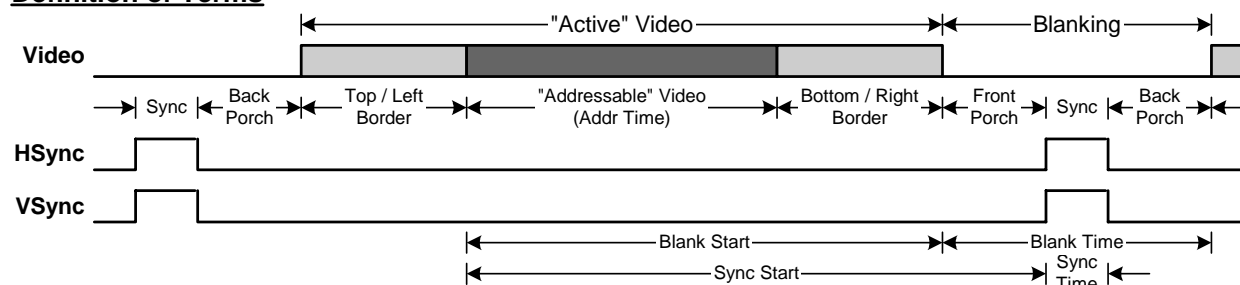 Definition of Terms
"Active" Video
Blanking
Video
Sync
Back
Porch
Top / Left
Border
"Addressable" Video
(Addr Time)
Bottom / Right
Border
Front
Porch
Sync
Back
Porch
HSync
VSync
Blank Start
Blank Time
Sync Start
Sync
Time